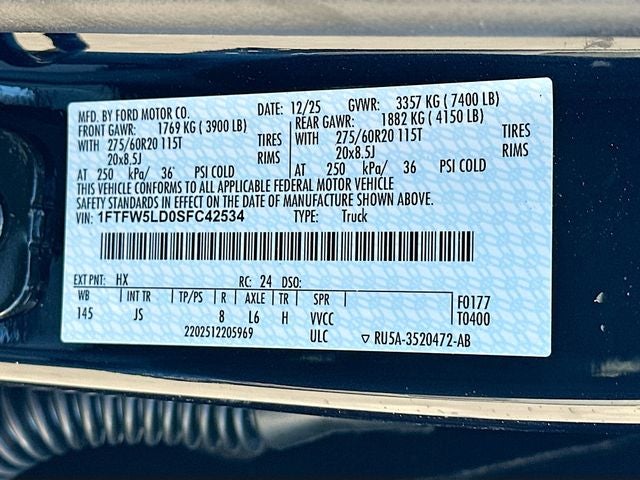 MFD. BY FORD MOTOR CO. DATE: 12/25 GVWR: 3357 KG ( 7400 LB)
FRONT GAWR: 1769 KG ( 3900 LB) REAR GAWR: 1882 KG ( 4150 LB)
WITH 275/60R20 115T TIRES WITH 275/60R20 115T TIRES
20x8.5J RIMS 20x8.5J RIMS
AT 250 kPa/ 36 PSI COLD AT 250 kPa/ 36 PSI COLD
THIS VEHICLE CONFORMS TO ALL APPLICABLE FEDERAL MOTOR VEHICLE
SAFETY STANDARDS IN EFFECT ON THE DATE OF MANUFACTURE SHOWN ABOVE.
VIN: 1FTFW5LD0SFC42534 TYPE: Truck
EXT PNT: HX RC: 24 DSO:
WB INT TR TP/PS R AXLE TR SPR F0177
145 JS 8 L6 H VVCC T0400
2202512205969 ULC RU5A-3520472-AB